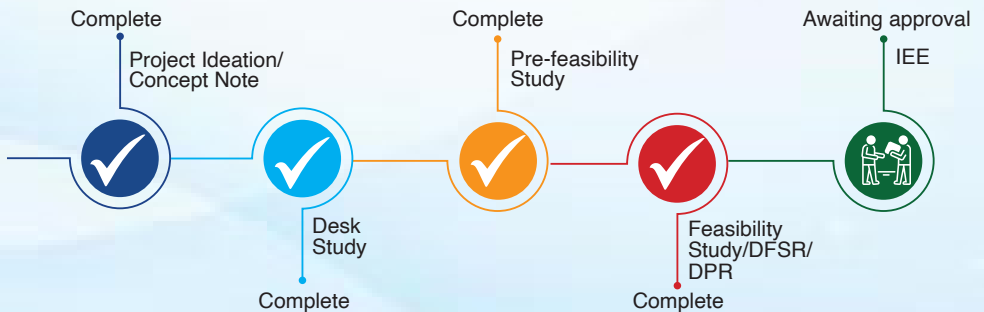 Complete
Project Ideation/
Concept Note
Desk
Study
Complete
Complete
Pre-feasibility
Study
Feasibility
Study/DFSR/
DPR
Complete
Awaiting approval
IEE